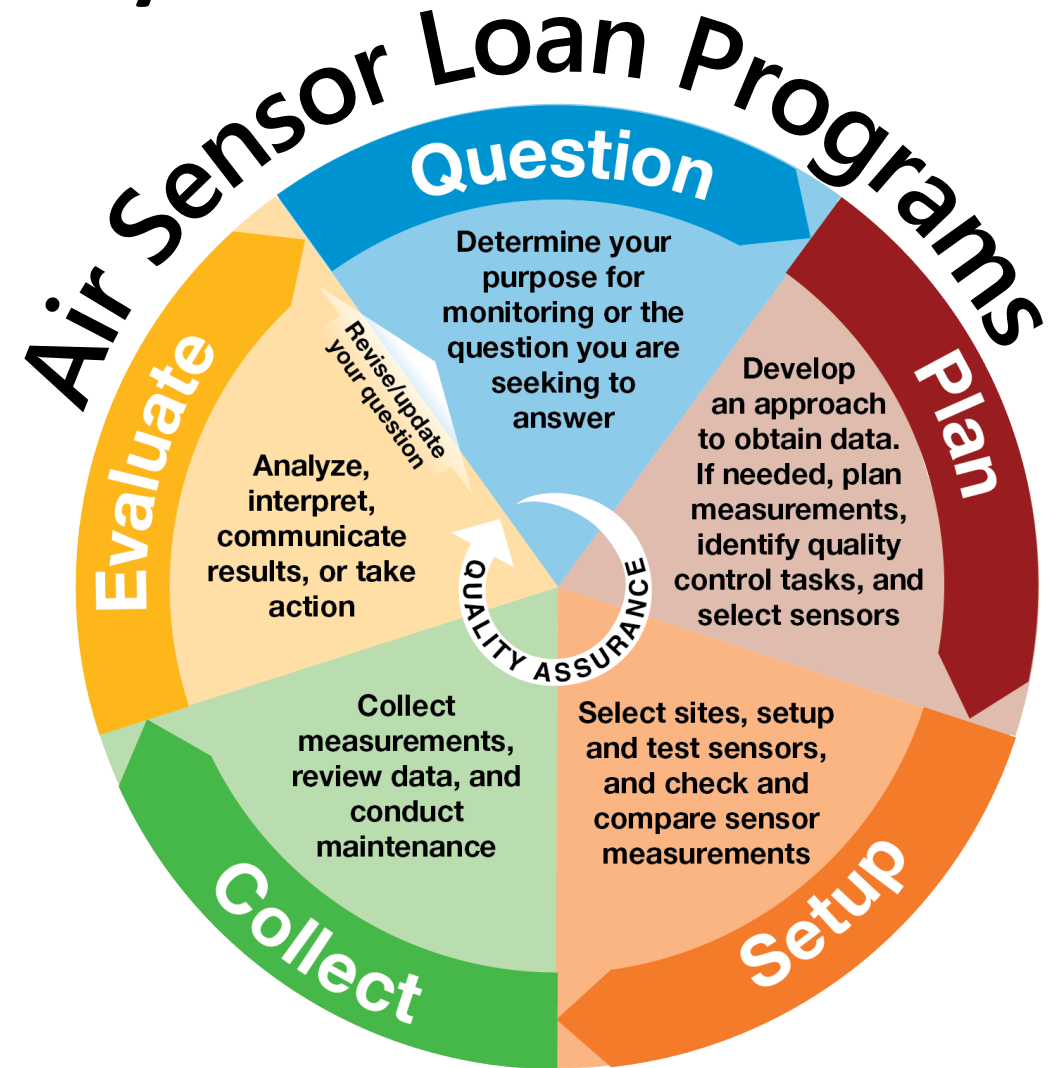 Air Sensor Loan Programs
Question
Determine your
purpose for
monitoring or the
question you are
seeking to
answer
Plan
Develop
an approach
to obtain data.
If needed, plan
measurements,
identify quality
control tasks, and
select sensors
Setup
Select sites, setup
and test sensors,
and check and
compare sensor
measurements
Collect
Collect
measurements,
review data, and
conduct
maintenance
Evaluate
Analyze,
interpret,
communicate
results, or take
action
Revise/update
your question
QUALITY ASSURANCE